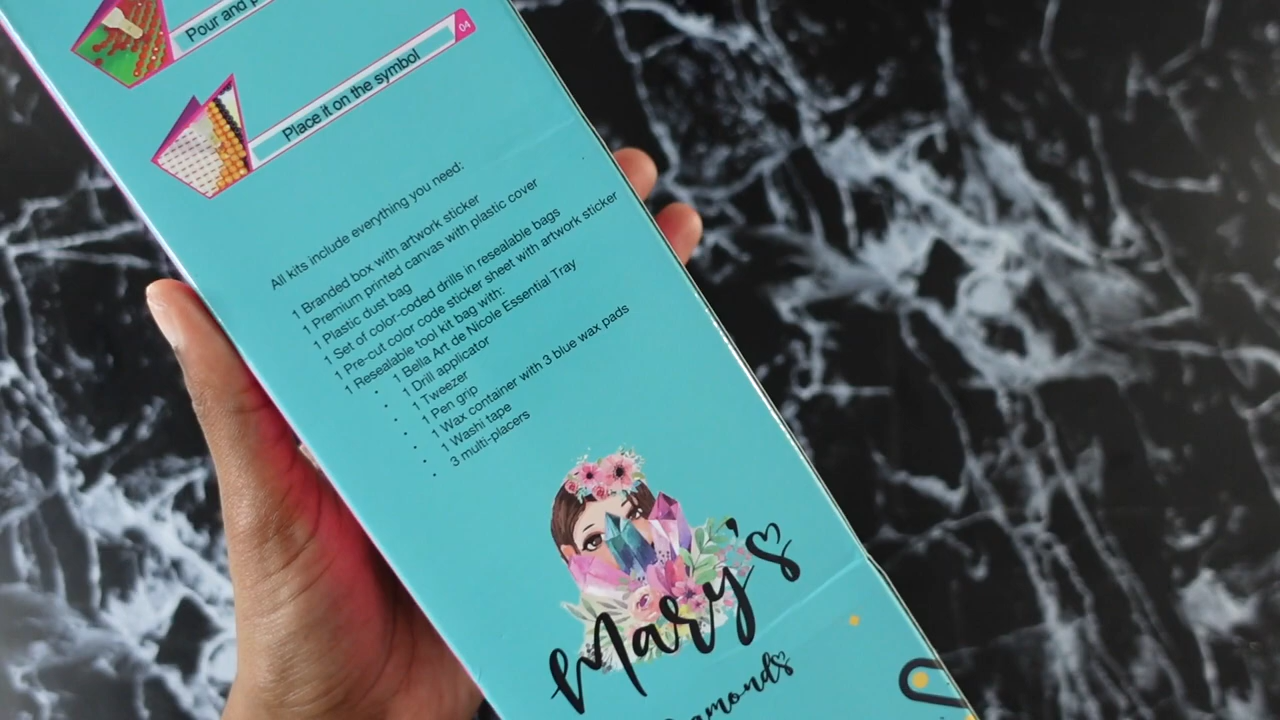 Pour and
04
Place it on the symbol
All kits include everything you need:
1 Branded box with artwork sticker
1 Premium printed canvas with plastic cover
1 Plastic dust bag
1 Set of color-coded drills in resealable bags
1 Pre-cut color code sticker sheet with artwork sticker
1 Resealable tool kit bag with:
• 1 Bella Art de Nicole Essential Tray
• 1 Drill applicator
• 1 Tweezer
• 1 Pen grip
• 1 Wax container with 3 blue wax pads
• 1 Washi tape
• 3 multi-placers
Mary's